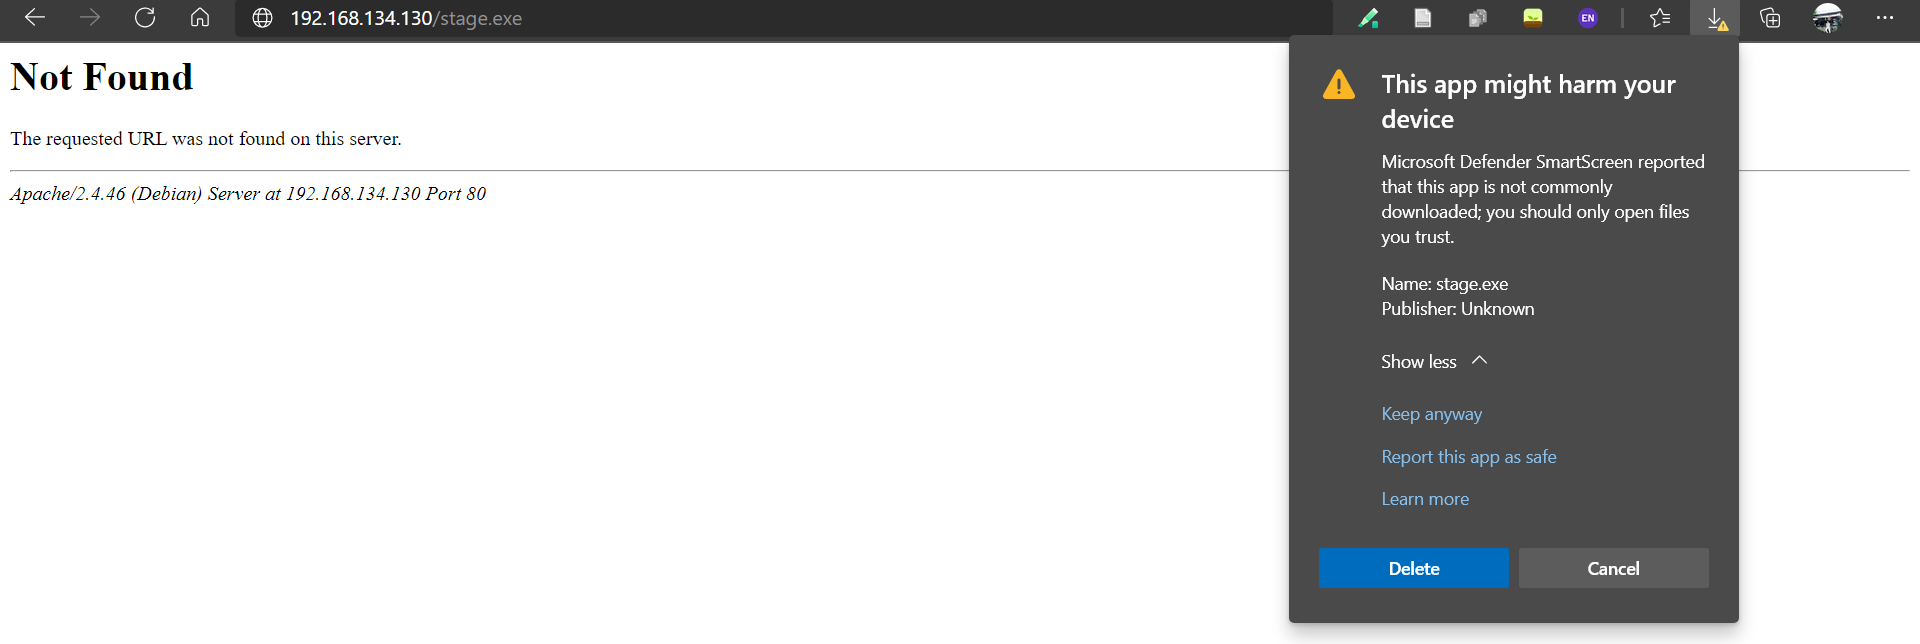 192.168.134.130/stage.exe
EN
Not Found
The requested URL was not found on this server.
Apache/2.4.46 (Debian) Server at 192.168.134.130 Port 80
This app might harm your
device
Microsoft Defender SmartScreen reported
that this app is not commonly
downloaded; you should only open files
you trust.
Name: stage.exe
Publisher: Unknown
Show less
Keep anyway
Report this app as safe
Learn more
Delete
Cancel